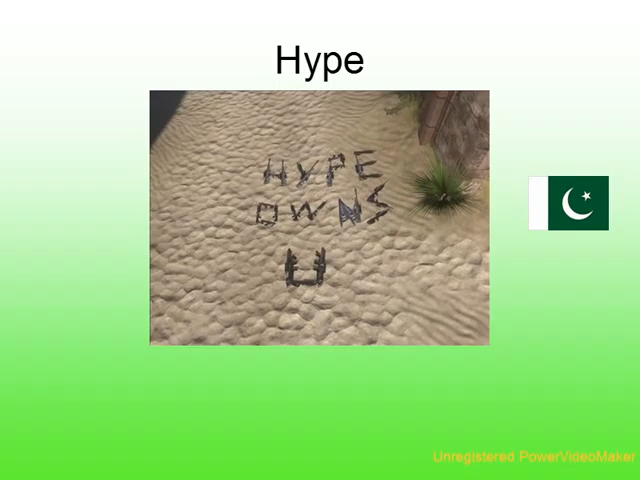 Hype
HYPE
OWNS
U
Unregistered PowerVideoMaker